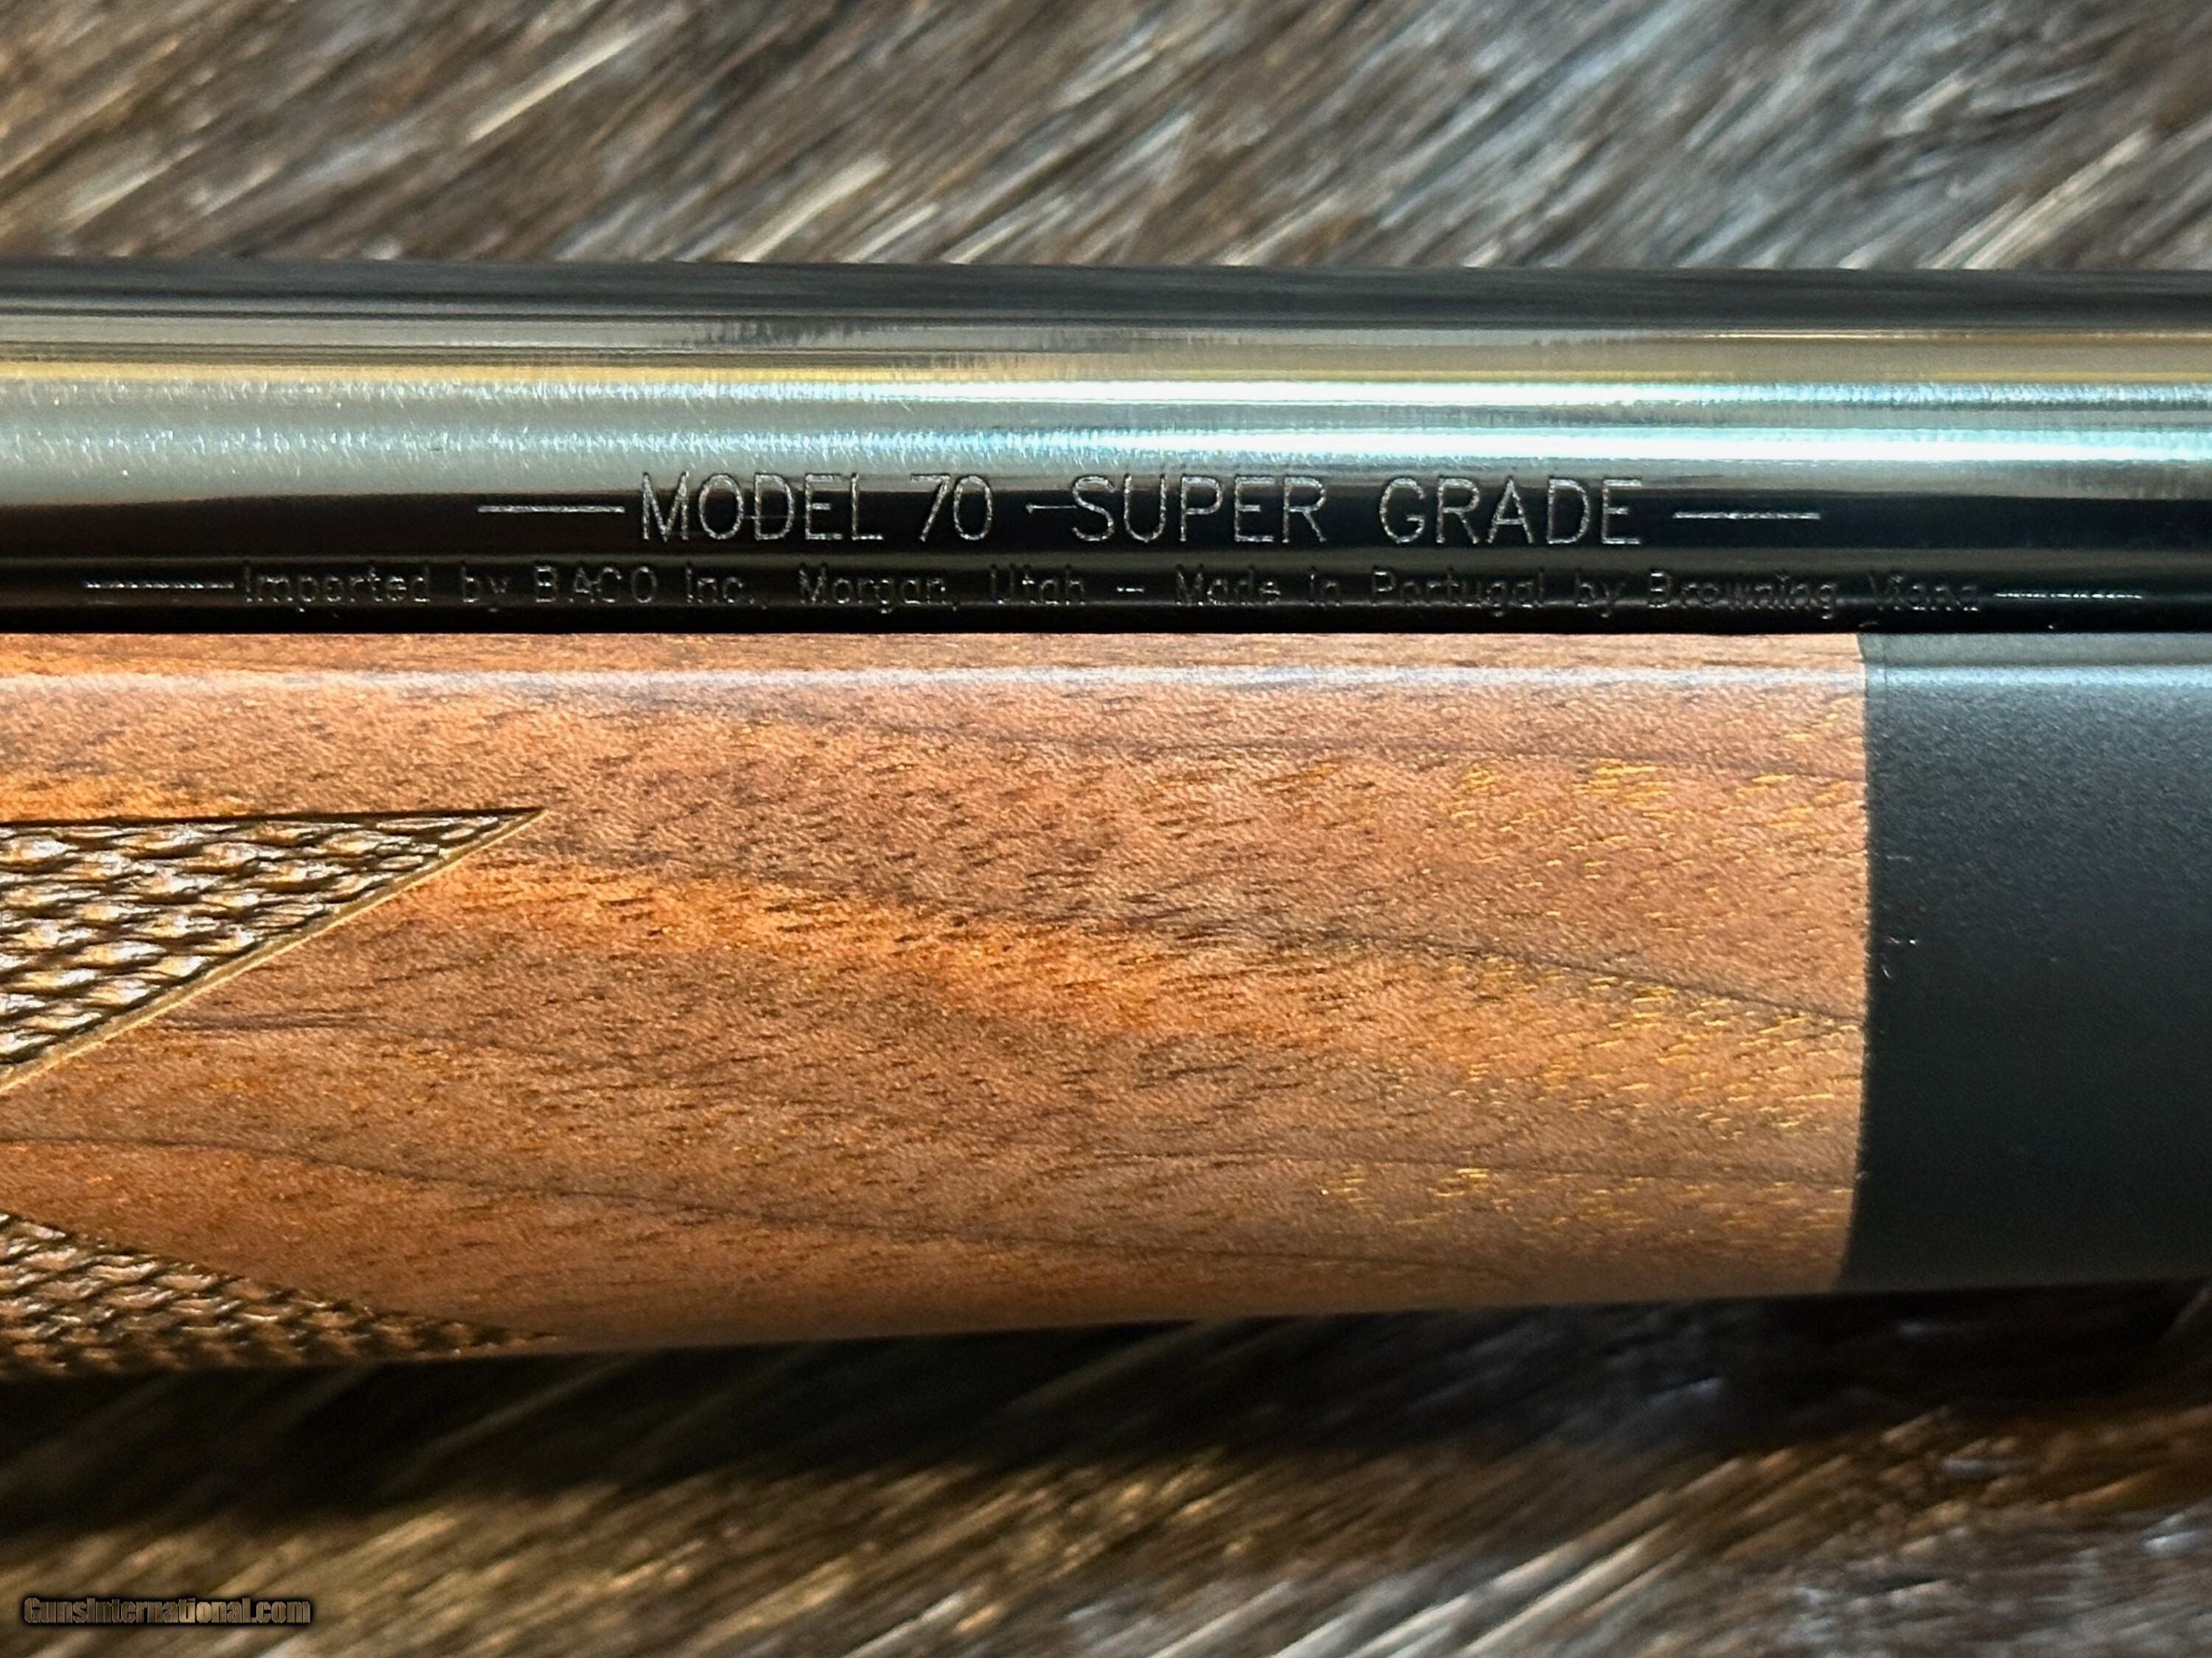 MODEL 70 - SUPER GRADE
Imported by BACO Inc., Morgan, Utah - Made in Portugal by Browning Viana
GunsInternational.com